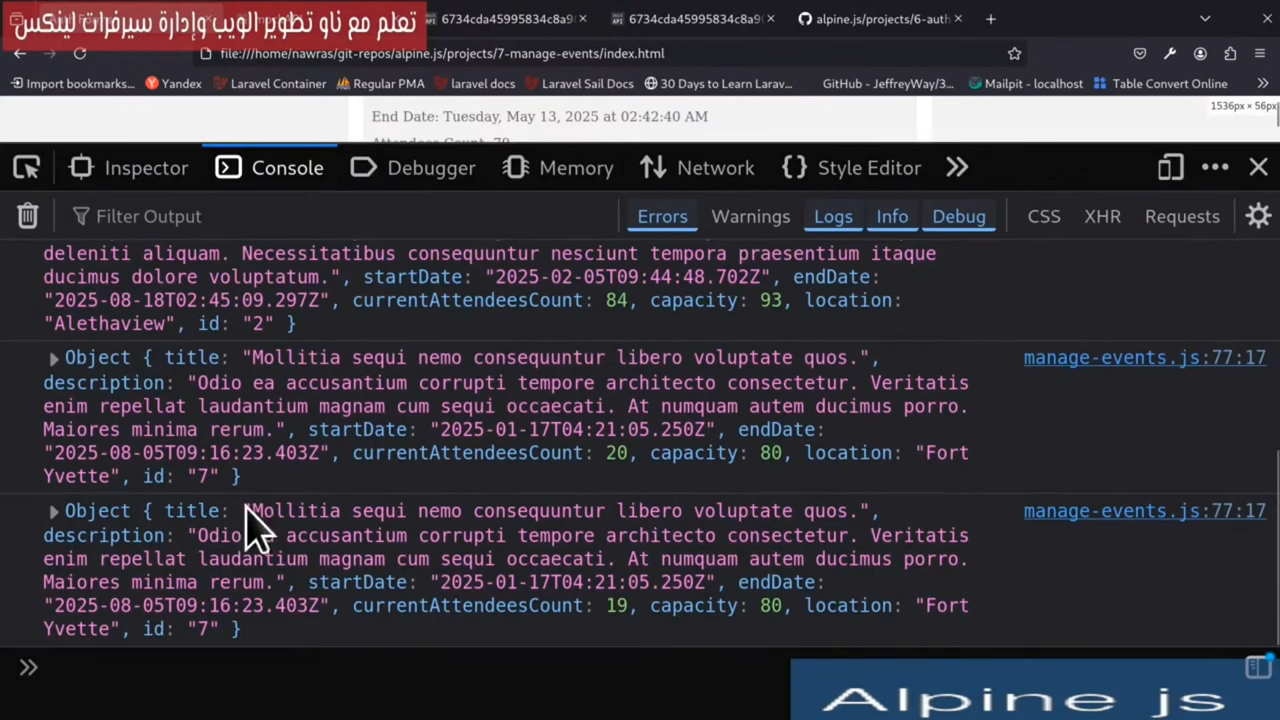 تعلم مع ناو تطوير الويب وإدارة سيرفرات لينكس
6734cda45995834c8a9(
6734cda45995834c8a9(
alpine.js/projects/6-auth
file:///home/nawras/git-repos/alpine.js/projects/7-manage-events/index.html
Import bookmarks...
Yandex
Laravel Container
Regular PMA
laravel docs
Laravel Sail Docs
30 Days to Learn Larav...
GitHub - JeffreyWay/3...
Mailpit - localhost
Table Convert Online
1536px × 56px
End Date: Tuesday, May 13, 2025 at 02:42:40 AM
Inspector
Console
Debugger
Memory
Network
Style Editor
Filter Output
Errors
Warnings
Logs
Info
Debug
CSS
XHR
Requests
deleniti aliquam. Necessitatibus consequuntur nesciunt tempora praesentium itaque
ducimus dolore voluptatum.", startDate: "2025-02-05T09:44:48.702Z", endDate:
"2025-08-18T02:45:09.297Z", currentAttendeesCount: 84, capacity: 93, location:
"Alethaview", id: "2" }
Object { title: "Mollitia sequi nemo consequuntur libero voluptate quos.", manage-events.js:77:17
description: "Odio ea accusantium corrupti tempore architecto consectetur. Veritatis
enim repellat laudantium magnam cum sequi occaecati. At numquam autem ducimus porro.
Maiores minima rerum.", startDate: "2025-01-17T04:21:05.250Z", endDate:
"2025-08-05T09:16:23.403Z", currentAttendeesCount: 20, capacity: 80, location: "Fort
Yvette", id: "7" }
Object { title: "Mollitia sequi nemo consequuntur libero voluptate quos.", manage-events.js:77:17
description: "Odio ea accusantium corrupti tempore architecto consectetur. Veritatis
enim repellat laudantium magnam cum sequi occaecati. At numquam autem ducimus porro.
Maiores minima rerum.", startDate: "2025-01-17T04:21:05.250Z", endDate:
"2025-08-05T09:16:23.403Z", currentAttendeesCount: 19, capacity: 80, location: "Fort
Yvette", id: "7" }
Alpine js